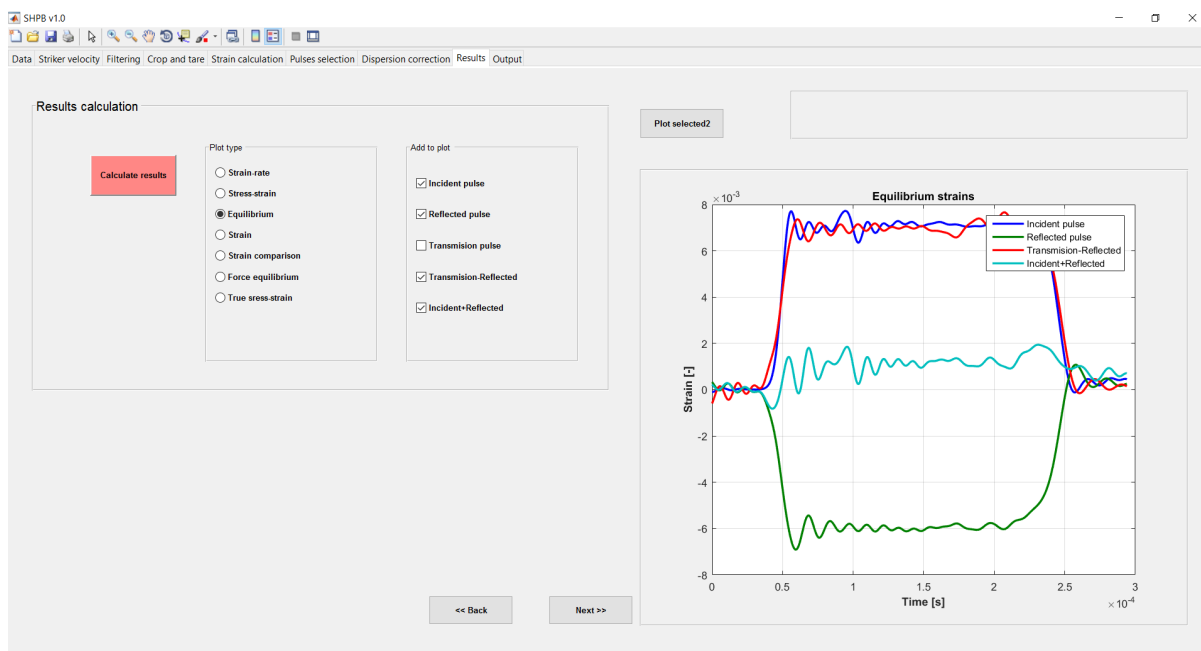 SHPB v1.0
Data Striker velocity Filtering Crop and tare Strain calculation Pulses selection Dispersion correction Results Output
Results calculation
Calculate results
Plot type
Strain-rate
Stress-strain
Equilibrium
Strain
Strain comparison
Force equilibrium
True sress-strain
Add to plot
Incident pulse
Reflected pulse
Transmision pulse
Transmision-Reflected
Incident+Reflected
<< Back
Next >>
Plot selected2
Equilibrium strains
×10⁻³
8
6
4
2
0
-2
-4
-6
-8
Strain [-]
Incident pulse
Reflected pulse
Transmision-Reflected
Incident+Reflected
0 0.5 1 1.5 2 2.5 3
Time [s]
×10⁻⁴